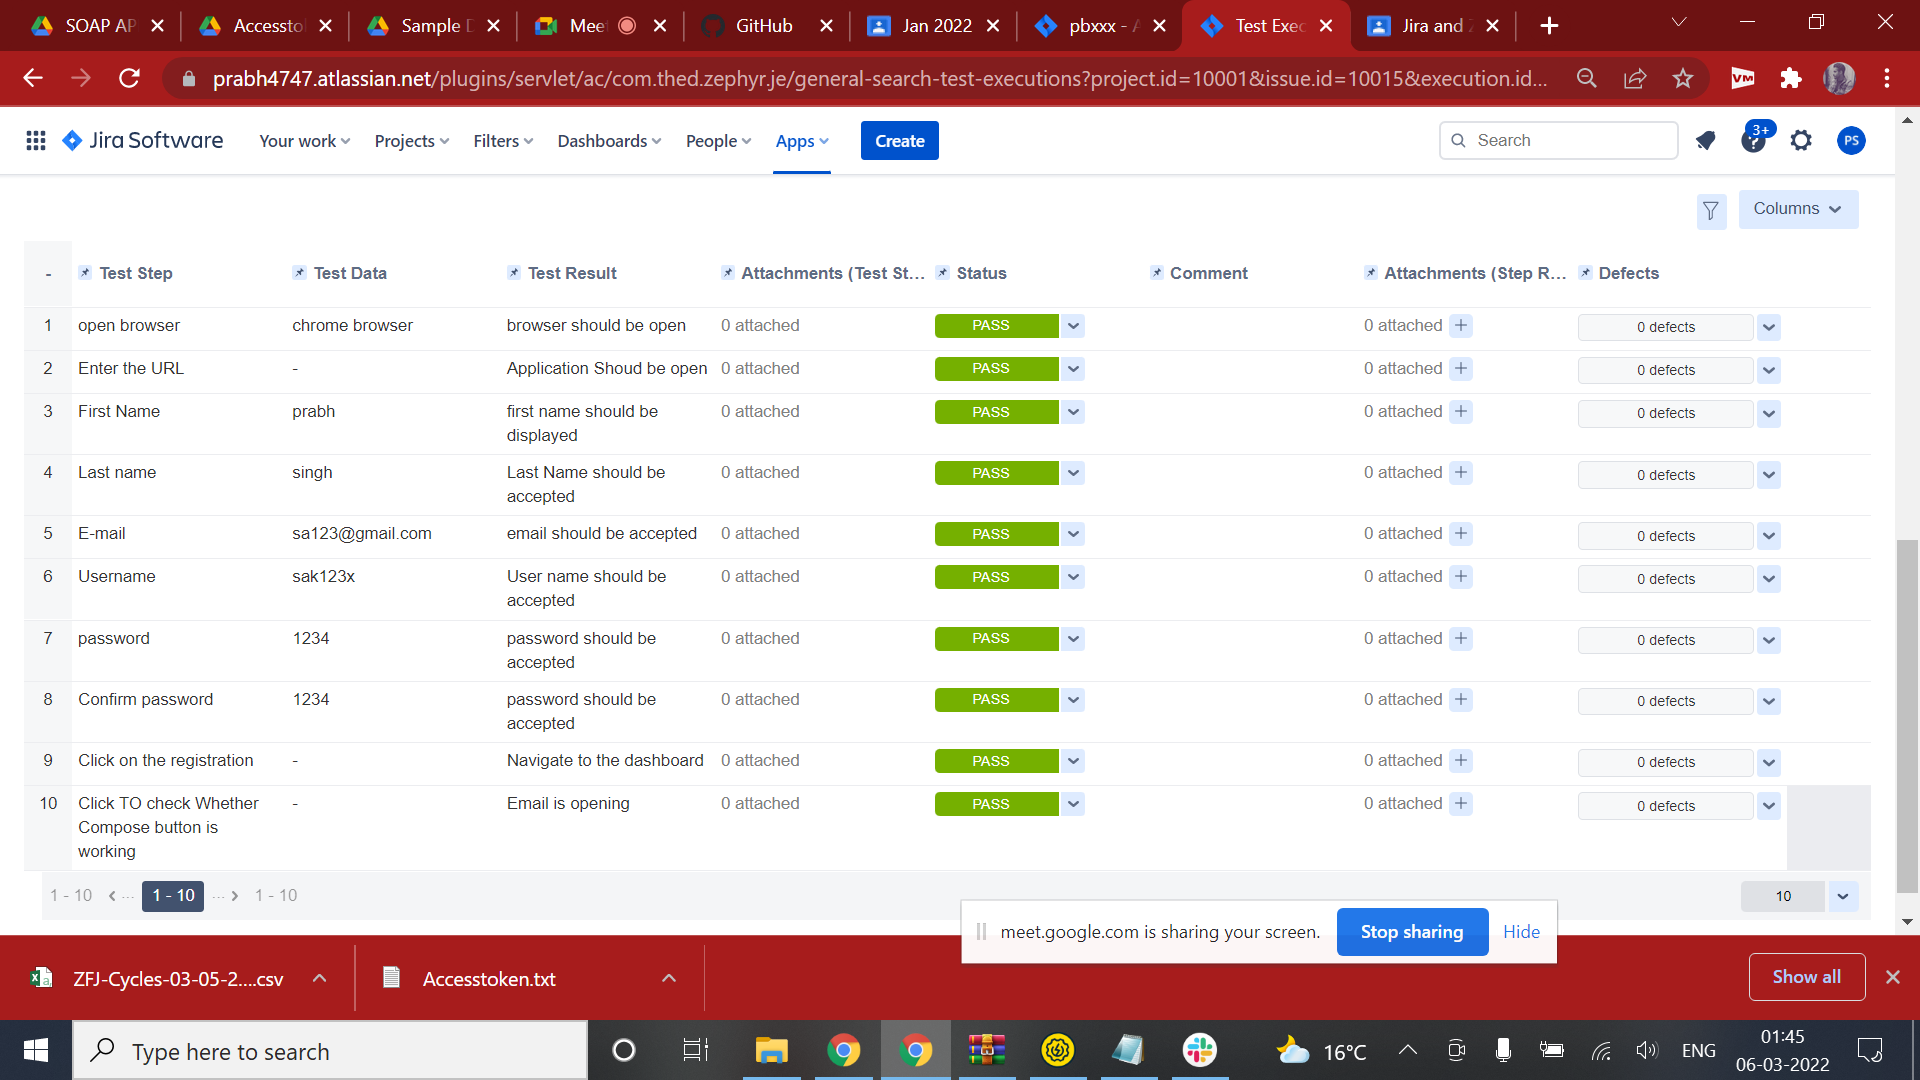 SOAP AP
Accessto
Sample D
Meet
GitHub
Jan 2022
pbxxx - A
Test Exec
Jira and Z
prabh4747.atlassian.net/plugins/servlet/ac/com.thed.zephyr.je/general-search-test-executions?project.id=10001&issue.id=10015&execution.id...
VM
Jira Software
Your work
Projects
Filters
Dashboards
People
Apps
Create
Search
3+
PS
Columns
- Test Step Test Data Test Result Attachments (Test St... Status Comment Attachments (Step R... Defects
1 open browser chrome browser browser should be open 0 attached PASS 0 attached + 0 defects
2 Enter the URL - Application Shoud be open 0 attached PASS 0 attached + 0 defects
3 First Name prabh first name should be 0 attached PASS 0 attached + 0 defects
displayed
4 Last name singh Last Name should be 0 attached PASS 0 attached + 0 defects
accepted
5 E-mail sa123@gmail.com email should be accepted 0 attached PASS 0 attached + 0 defects
6 Username sak123x User name should be 0 attached PASS 0 attached + 0 defects
accepted
7 password 1234 password should be 0 attached PASS 0 attached + 0 defects
accepted
8 Confirm password 1234 password should be 0 attached PASS 0 attached + 0 defects
accepted
9 Click on the registration - Navigate to the dashboard 0 attached PASS 0 attached + 0 defects
10 Click TO check Whether - Email is opening 0 attached PASS 0 attached + 0 defects
Compose button is
working
1 - 10 < ... 1 - 10 ... > 1 - 10
10
meet.google.com is sharing your screen. Stop sharing Hide
ZFJ-Cycles-03-05-2....csv
Accesstoken.txt
Show all
Type here to search
16°C
ENG
01:45
06-03-2022